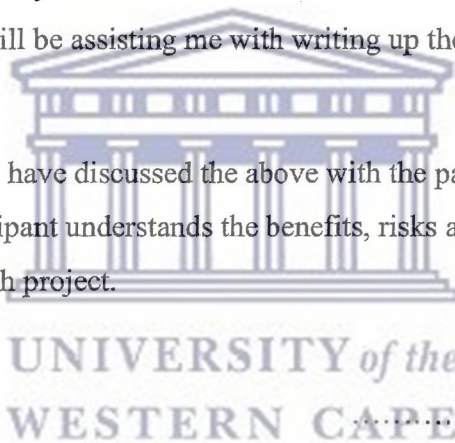 ill be assisting me with writing up the
have discussed the above with the pa
ipant understands the benefits, risks a
h project.
UNIVERSITY of the
WESTERN CAPE
..........